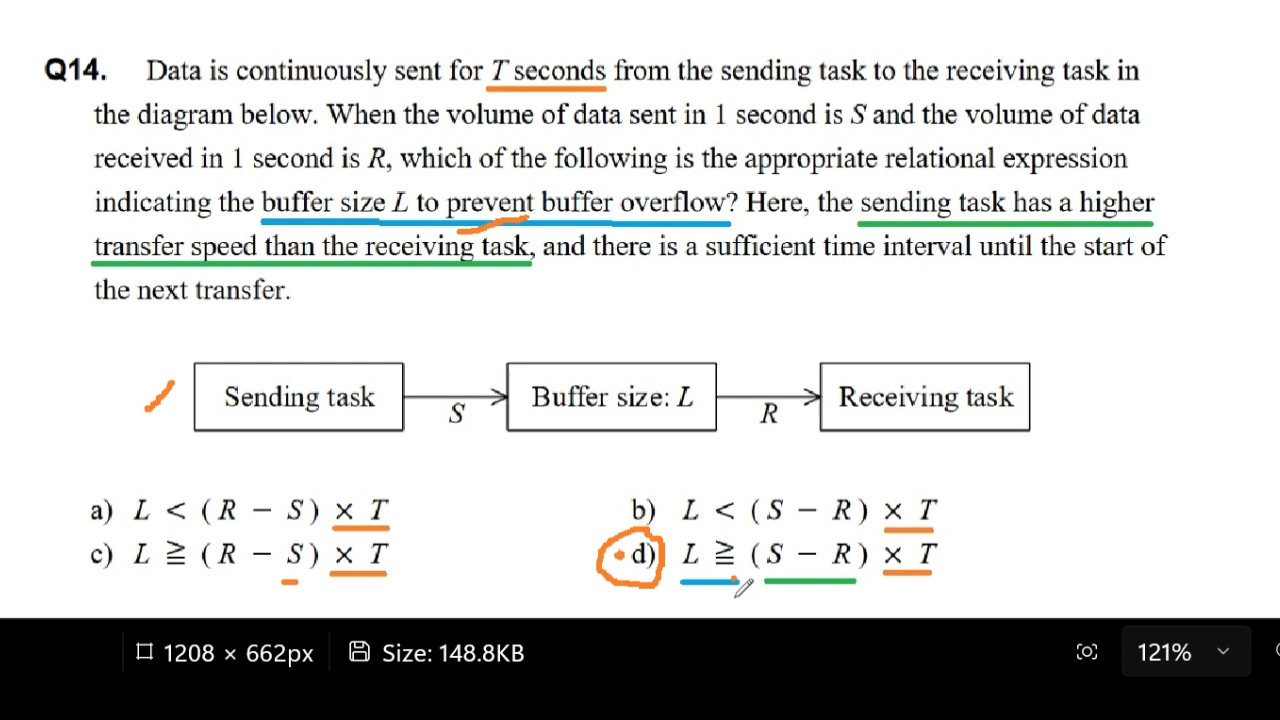 Q14. Data is continuously sent for T seconds from the sending task to the receiving task in
the diagram below. When the volume of data sent in 1 second is S and the volume of data
received in 1 second is R, which of the following is the appropriate relational expression
indicating the buffer size L to prevent buffer overflow? Here, the sending task has a higher
transfer speed than the receiving task, and there is a sufficient time interval until the start of
the next transfer.
Sending task S Buffer size: L R Receiving task
a) L < ( R − S ) × T b) L < ( S − R ) × T
c) L ≧ ( R − S ) × T d) L ≧ ( S − R ) × T
1208 × 662px Size: 148.8KB 121%